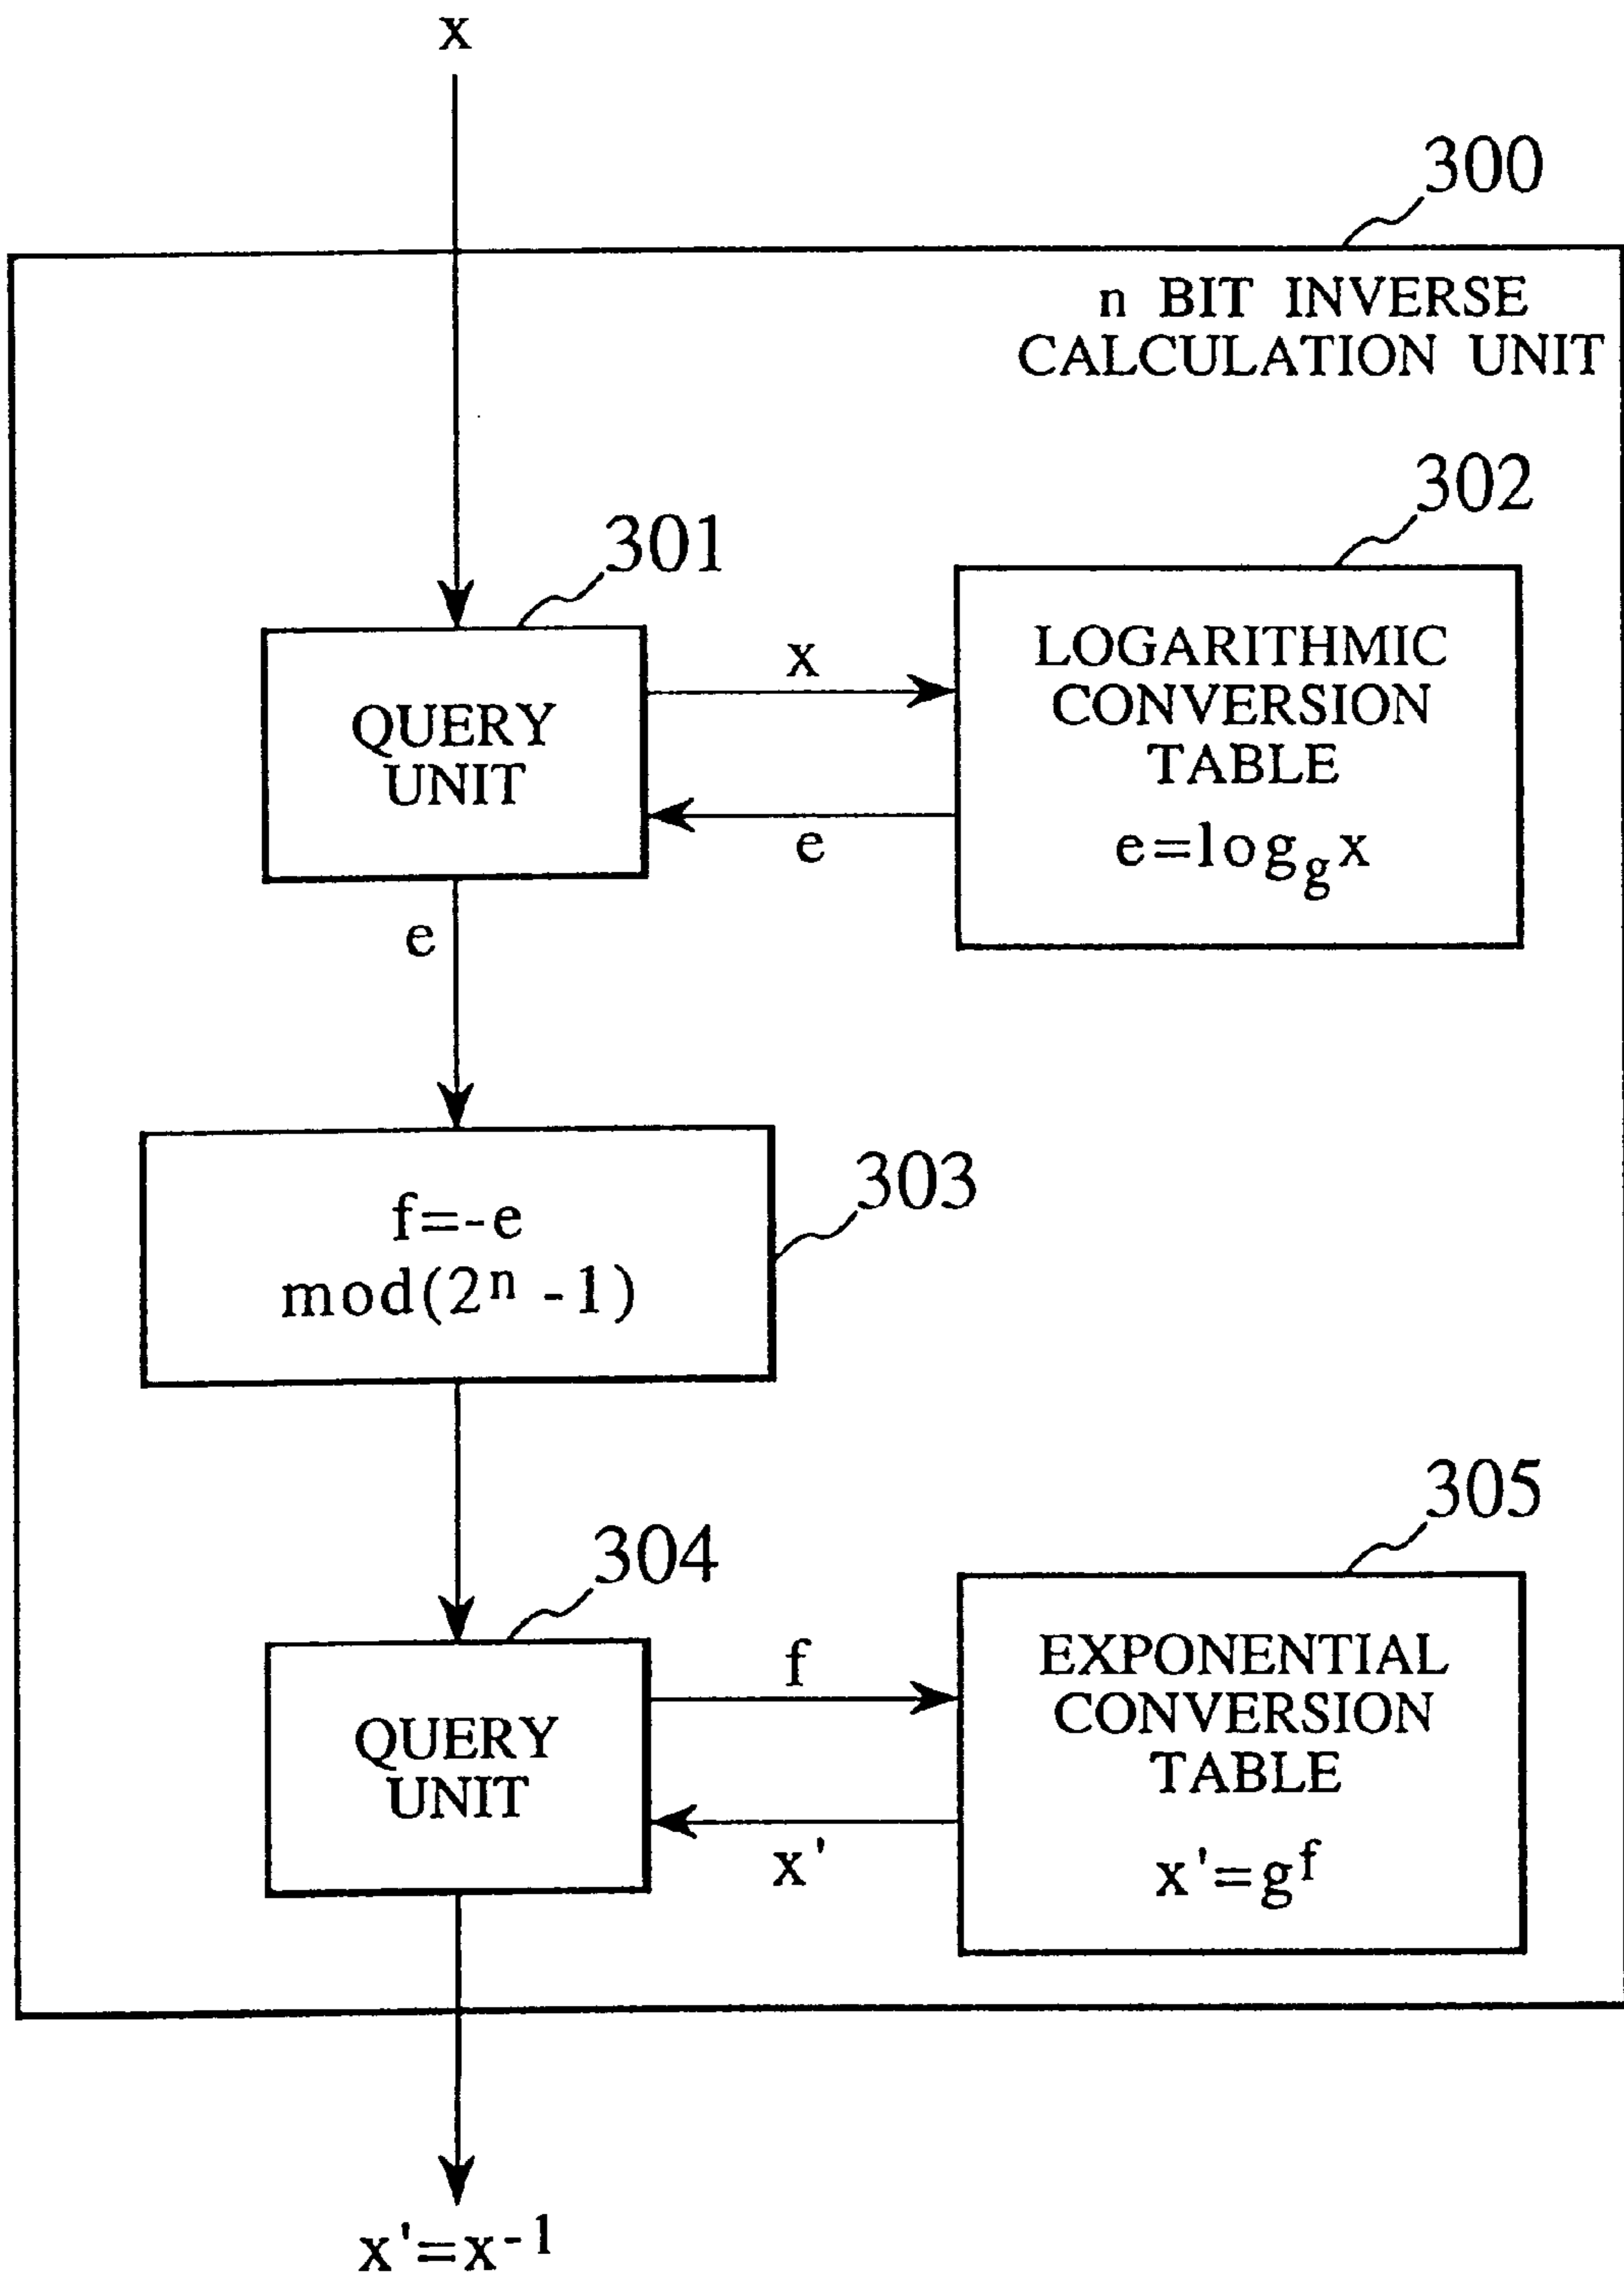 x
300
n BIT INVERSE
CALCULATION UNIT
302
301
LOGARITHMIC
CONVERSION
TABLE
e=log_g x
x
QUERY
UNIT
e
e
303
f=-e
mod(2^n -1)
305
304
EXPONENTIAL
CONVERSION
TABLE
x'=g^f
f
QUERY
UNIT
x'
x'=x^-1